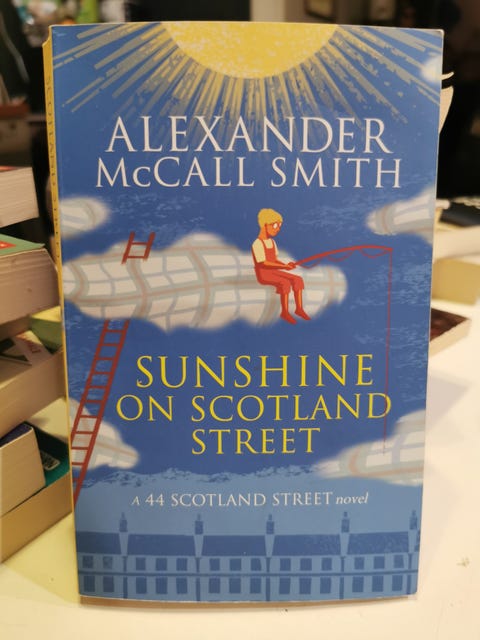 ALEXANDER
McCALL SMITH
SUNSHINE
ON SCOTLAND
STREET
A 44 SCOTLAND STREET novel